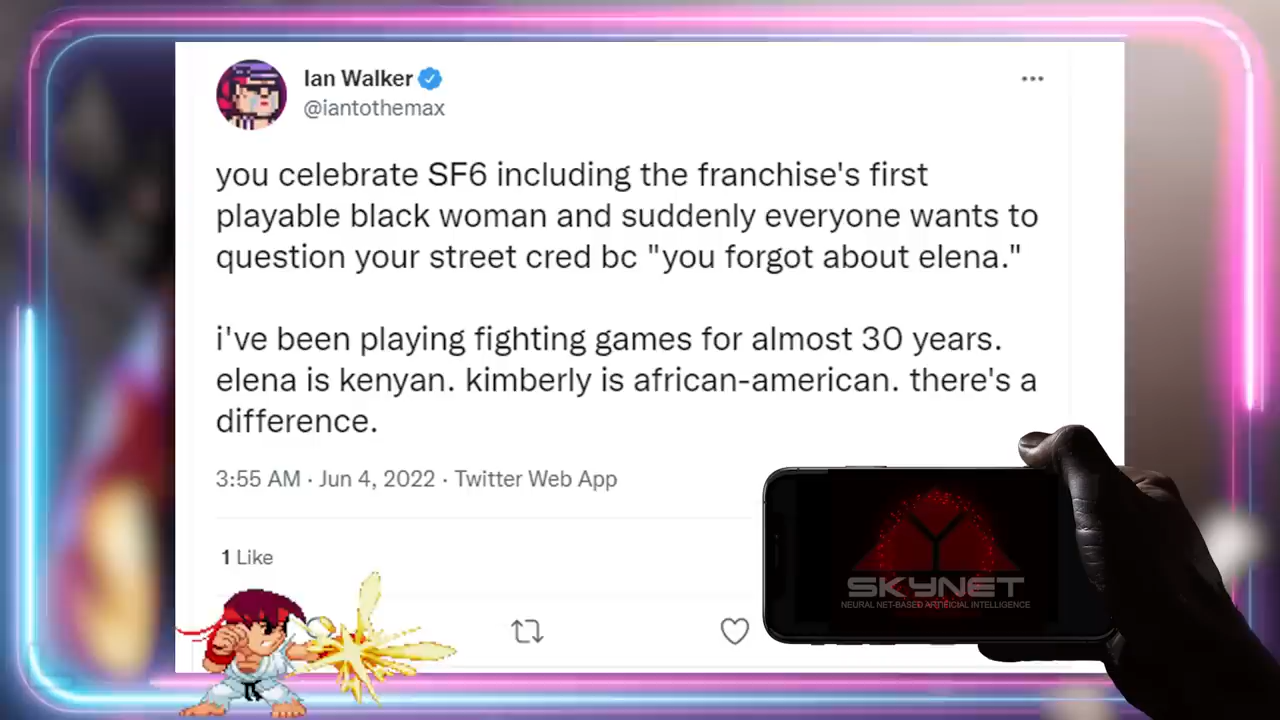 Ian Walker
@iantothemax
you celebrate SF6 including the franchise's first
playable black woman and suddenly everyone wants to
question your street cred bc "you forgot about elena."
i've been playing fighting games for almost 30 years.
elena is kenyan. kimberly is african-american. there's a
difference.
3:55 AM · Jun 4, 2022 · Twitter Web App
1 Like
SKYNET
NEURAL NET-BASED ARTIFICIAL INTELLIGENCE